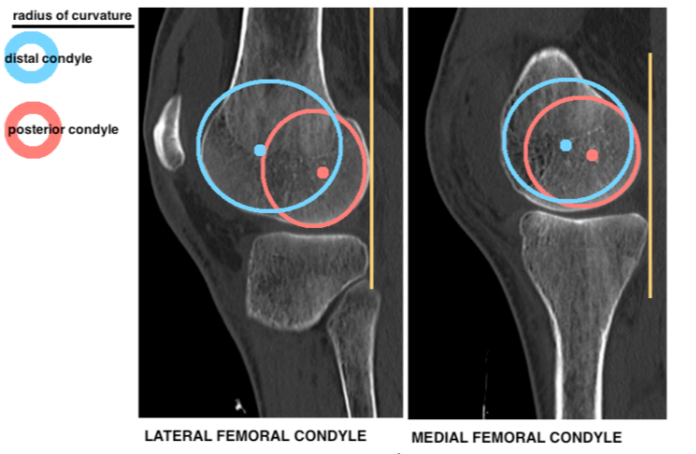 radius of curvature
distal condyle
posterior condyle
LATERAL FEMORAL CONDYLE
MEDIAL FEMORAL CONDYLE